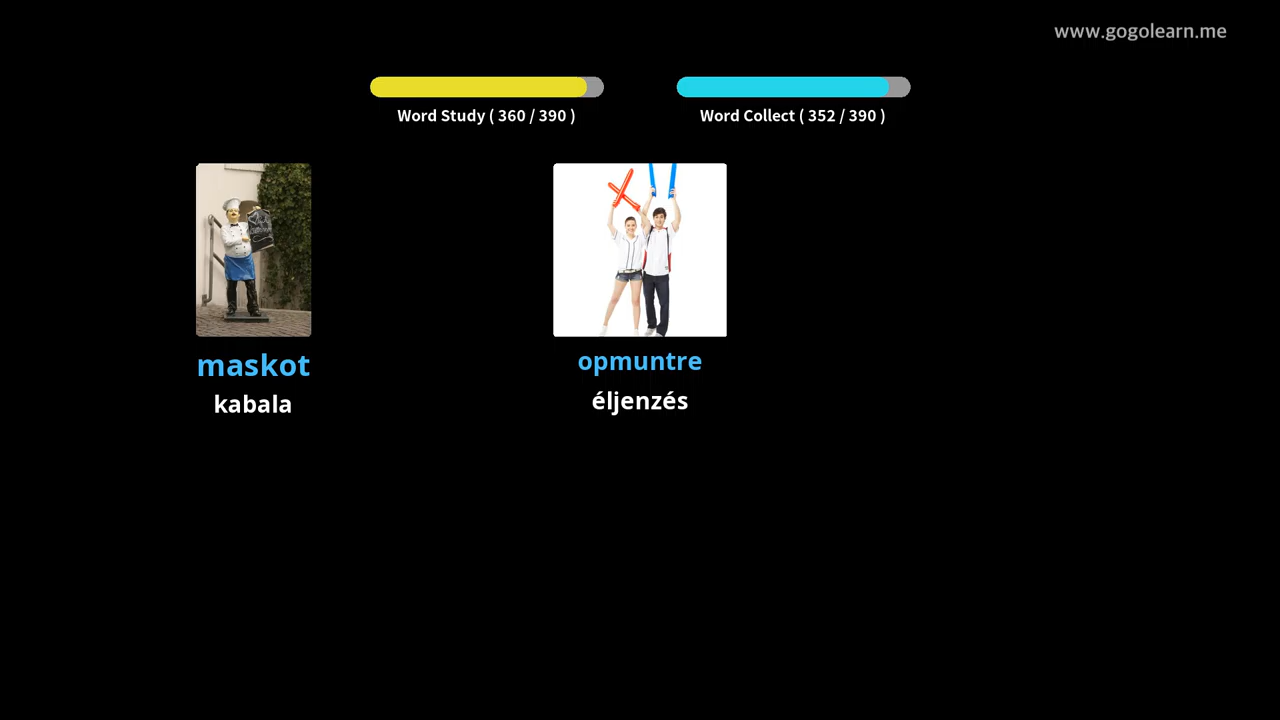 www.gogolearn.me
Word Study ( 360 / 390 )
Word Collect ( 352 / 390 )
maskot
kabala
opmuntre
éljenzés